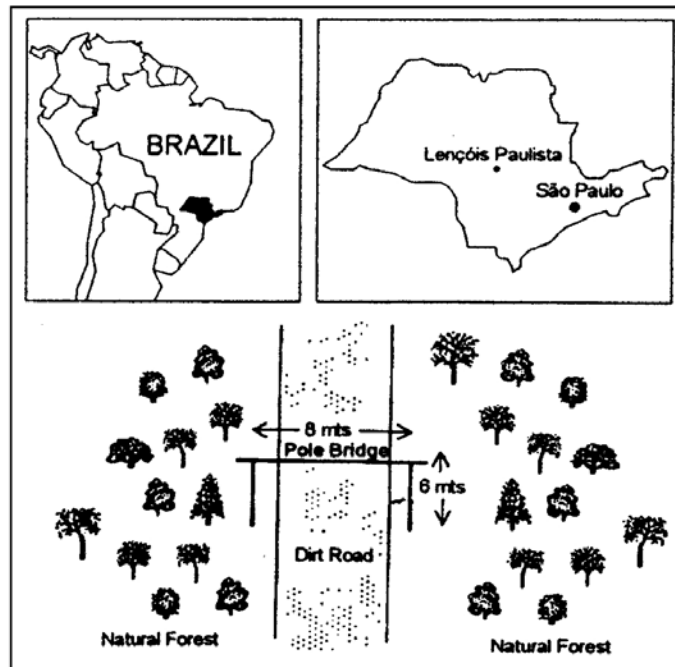 BRAZIL
Lençóis Paulista
São Paulo
8 mts
Pole Bridge
6 mts
Dirt Road
Natural Forest
Natural Forest